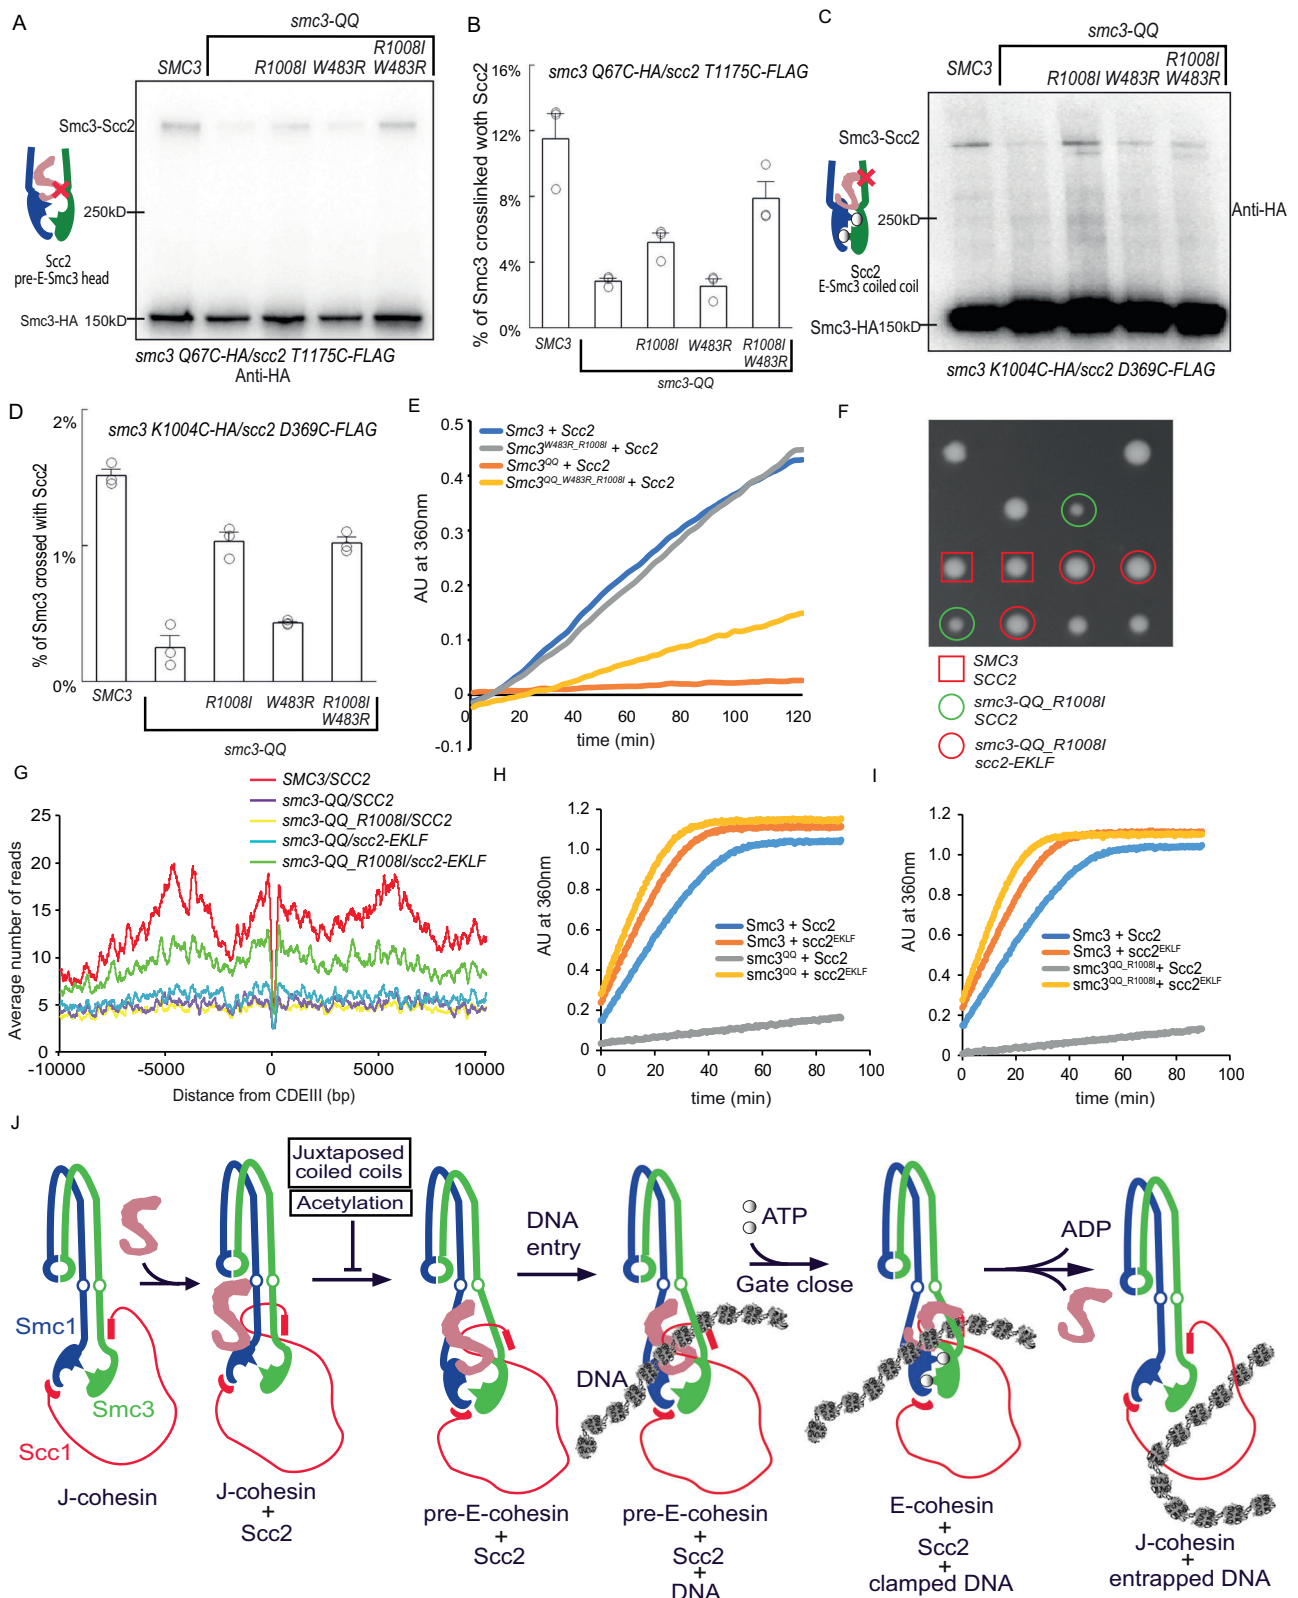 A
smc3-QQ
R1008I
SMC3 R1008I W483R W483R
Smc3-Scc2
250kD
Scc2
pre-E-Smc3 head
Smc3-HA 150kD
smc3 Q67C-HA/scc2 T1175C-FLAG
Anti-HA
B
smc3 Q67C-HA/scc2 T1175C-FLAG
% of Smc3 crosslinked woth Scc2
16%
12%
8%
4%
0%
SMC3 R1008I W483R R1008I
W483R
smc3-QQ
C
smc3-QQ
R1008I
SMC3 R1008I W483R W483R
Smc3-Scc2
250kD
Anti-HA
Scc2
E-Smc3 coiled coil
Smc3-HA 150kD
smc3 K1004C-HA/scc2 D369C-FLAG
D
smc3 K1004C-HA/scc2 D369C-FLAG
% of Smc3 crossed with Scc2
2%
1%
0%
SMC3 R1008I W483R R1008I
W483R
smc3-QQ
E
Smc3 + Scc2
Smc3W483R_R1008I + Scc2
Smc3QQ + Scc2
Smc3QQ_W483R_R1008I + Scc2
AU at 360nm
0.5
0.4
0.3
0.2
0.1
0
-0.1
0 20 40 60 80 100 120
time (min)
F
SMC3
SCC2
smc3-QQ_R1008I
SCC2
smc3-QQ_R1008I
scc2-EKLF
G
SMC3/SCC2
smc3-QQ/SCC2
smc3-QQ_R1008I/SCC2
smc3-QQ/scc2-EKLF
smc3-QQ_R1008I/scc2-EKLF
Average number of reads
25
20
15
10
5
0
-10000 -5000 0 5000 10000
Distance from CDEIII (bp)
H
AU at 360nm
1.2
1.0
0.8
0.6
0.4
0.2
0
Smc3 + Scc2
Smc3 + scc2EKLF
smc3QQ + Scc2
smc3QQ + scc2EKLF
0 20 40 60 80 100
time (min)
I
AU at 360nm
1.2
1.0
0.8
0.6
0.4
0.2
0
Smc3 + Scc2
Smc3 + scc2EKLF
smc3QQ_R1008I+ Scc2
smc3QQ_R1008I+ scc2EKLF
0 20 40 60 80 100
time (min)
J
Juxtaposed
coiled coils
Acetylation
DNA
entry
ATP
Gate close
ADP
Smc1
Smc3
Scc1
DNA
J-cohesin
J-cohesin
+
Scc2
pre-E-cohesin
+
Scc2
pre-E-cohesin
+
Scc2
+
DNA
E-cohesin
+
Scc2
+
clamped DNA
J-cohesin
+
entrapped DNA